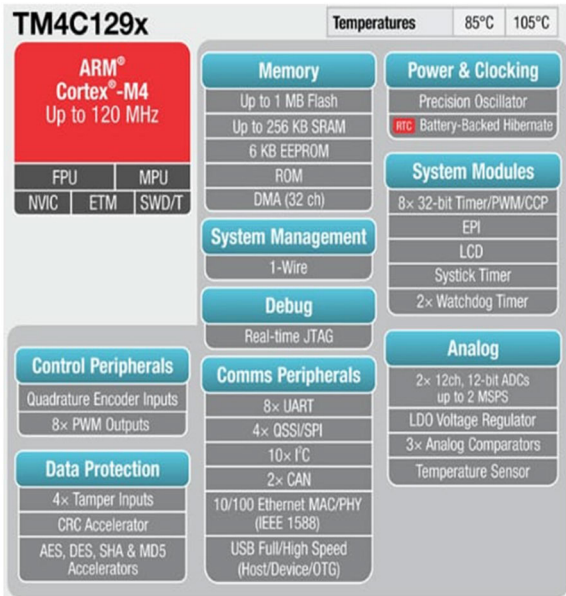 TM4C129x
Temperatures 85°C 105°C
ARM®
Cortex®-M4
Up to 120 MHz
FPU MPU
NVIC ETM SWD/T
Memory
Up to 1 MB Flash
Up to 256 KB SRAM
6 KB EEPROM
ROM
DMA (32 ch)
System Management
1-Wire
Debug
Real-time JTAG
Power & Clocking
Precision Oscillator
RTC Battery-Backed Hibernate
System Modules
8× 32-bit Timer/PWM/CCP
EPI
LCD
Systick Timer
2× Watchdog Timer
Control Peripherals
Quadrature Encoder Inputs
8× PWM Outputs
Data Protection
4× Tamper Inputs
CRC Accelerator
AES, DES, SHA & MD5
Accelerators
Comms Peripherals
8× UART
4× QSSI/SPI
10× I²C
2× CAN
10/100 Ethernet MAC/PHY
(IEEE 1588)
USB Full/High Speed
(Host/Device/OTG)
Analog
2× 12ch, 12-bit ADCs
up to 2 MSPS
LDO Voltage Regulator
3× Analog Comparators
Temperature Sensor